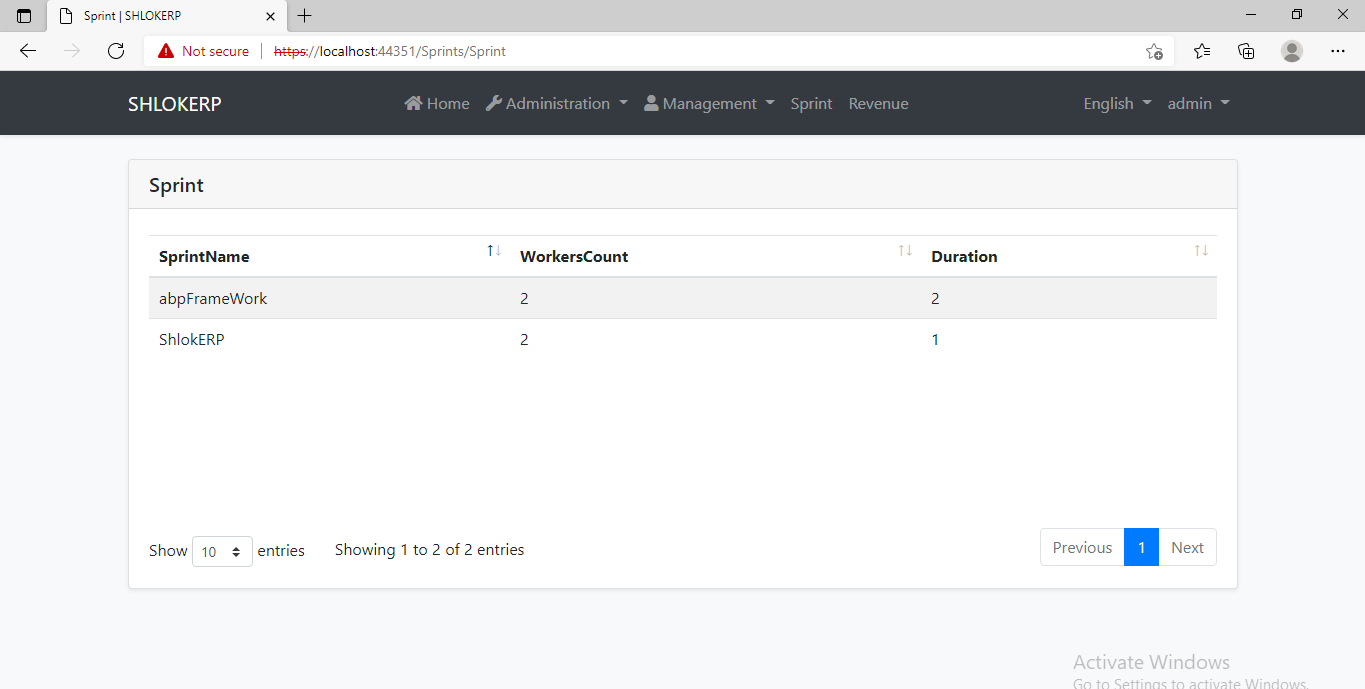 Sprint | SHLOKERP
Not secure https://localhost:44351/Sprints/Sprint
SHLOKERP Home Administration Management Sprint Revenue English admin
Sprint
SprintName WorkersCount Duration
abpFrameWork 2 2
ShlokERP 2 1
Show 10 entries Showing 1 to 2 of 2 entries Previous 1 Next
Activate Windows
Go to Settings to activate Windows.